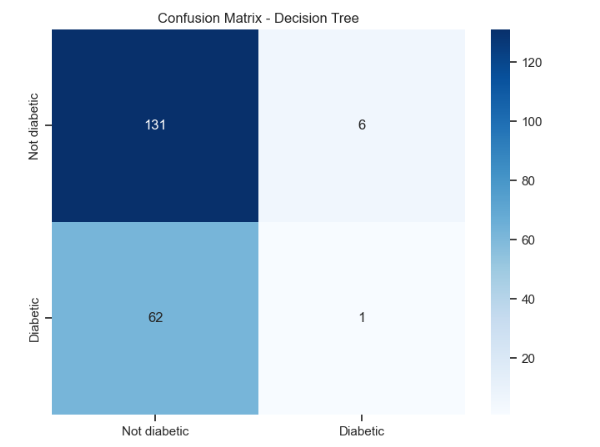 Confusion Matrix - Decision Tree
Not diabetic
131
6
Diabetic
62
1
Not diabetic
Diabetic
120
100
80
60
40
20